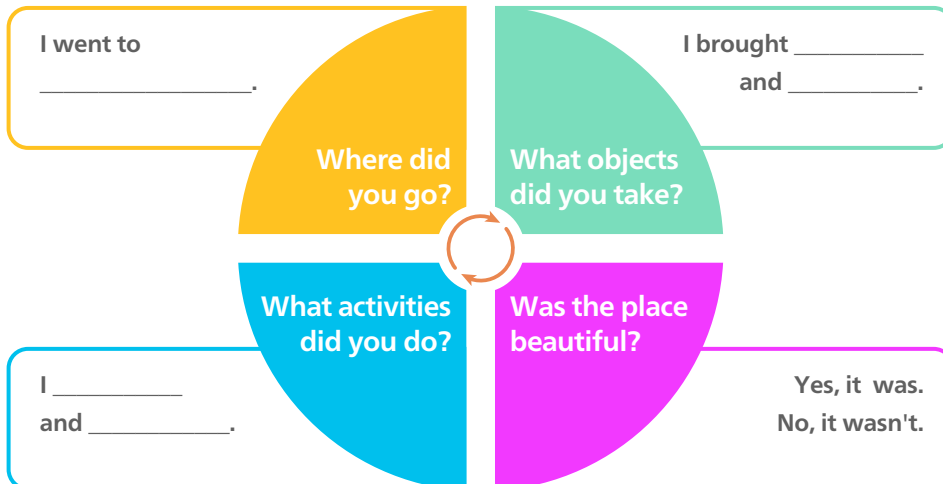 I went to
__________________.
Where did
you go?
I brought ___________
and ___________.
What objects
did you take?
What activities
did you do?
I ___________
and ____________.
Was the place
beautiful?
Yes, it  was.
No, it wasn't.